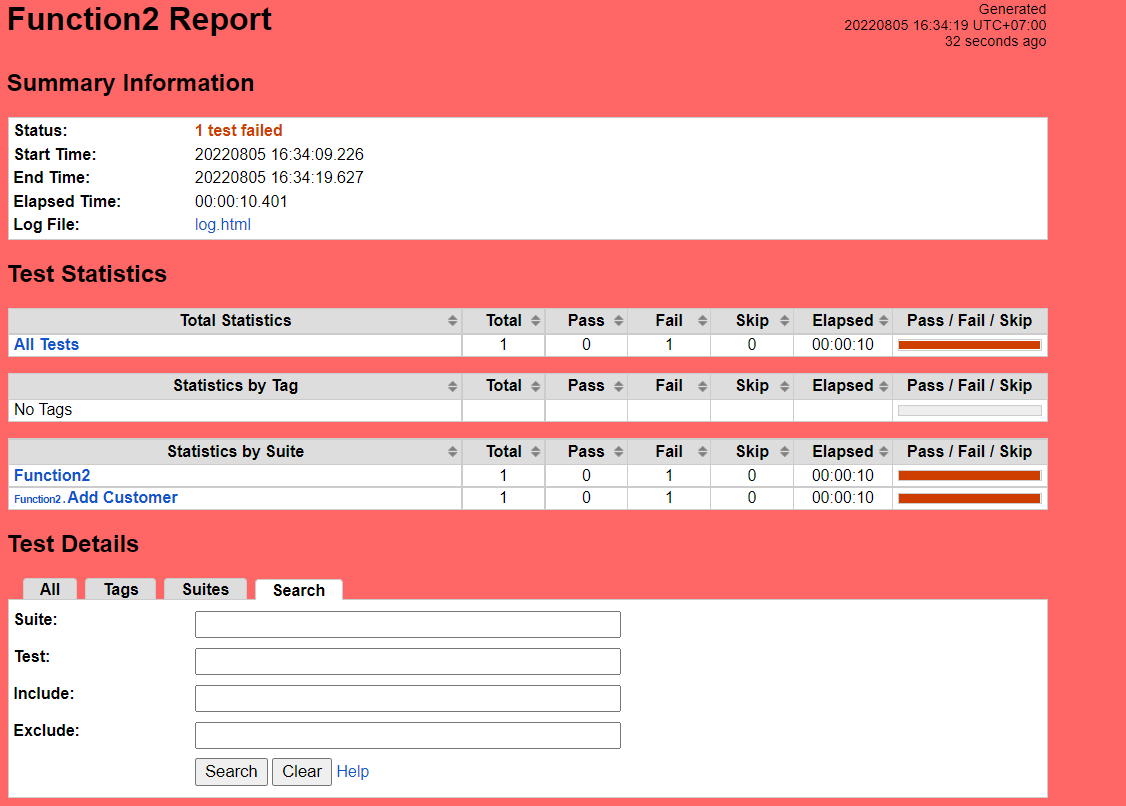 Function2 Report
Generated
20220805 16:34:19 UTC+07:00
32 seconds ago
Summary Information
Status: 1 test failed
Start Time: 20220805 16:34:09.226
End Time: 20220805 16:34:19.627
Elapsed Time: 00:00:10.401
Log File: log.html
Test Statistics
Total Statistics Total Pass Fail Skip Elapsed Pass / Fail / Skip
All Tests 1 0 1 0 00:00:10
Statistics by Tag Total Pass Fail Skip Elapsed Pass / Fail / Skip
No Tags
Statistics by Suite Total Pass Fail Skip Elapsed Pass / Fail / Skip
Function2 1 0 1 0 00:00:10
Function2.Add Customer 1 0 1 0 00:00:10
Test Details
All Tags Suites Search
Suite:
Test:
Include:
Exclude:
Search Clear Help